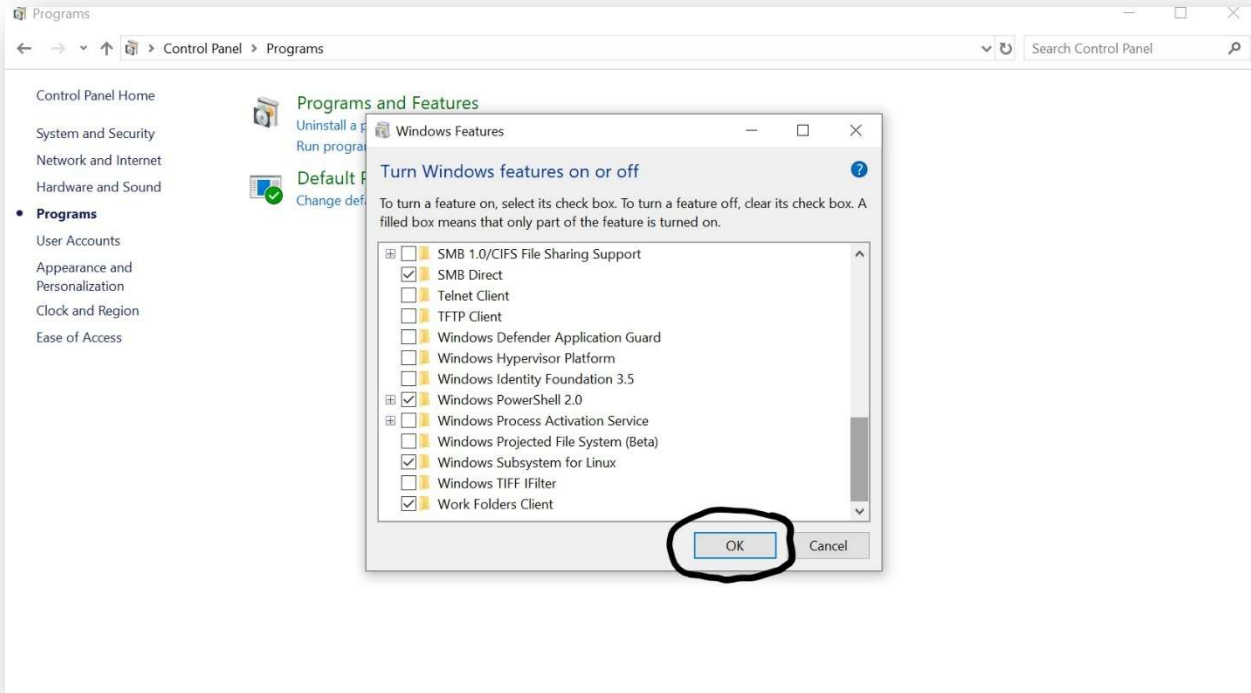 Programs
Control Panel > Programs
Search Control Panel
Control Panel Home
System and Security
Network and Internet
Hardware and Sound
Programs
User Accounts
Appearance and
Personalization
Clock and Region
Ease of Access
Programs and Features
Uninstall a
Run progra
Default
Change def
Windows Features
Turn Windows features on or off
To turn a feature on, select its check box. To turn a feature off, clear its check box. A
filled box means that only part of the feature is turned on.
SMB 1.0/CIFS File Sharing Support
SMB Direct
Telnet Client
TFTP Client
Windows Defender Application Guard
Windows Hypervisor Platform
Windows Identity Foundation 3.5
Windows PowerShell 2.0
Windows Process Activation Service
Windows Projected File System (Beta)
Windows Subsystem for Linux
Windows TIFF IFilter
Work Folders Client
OK
Cancel